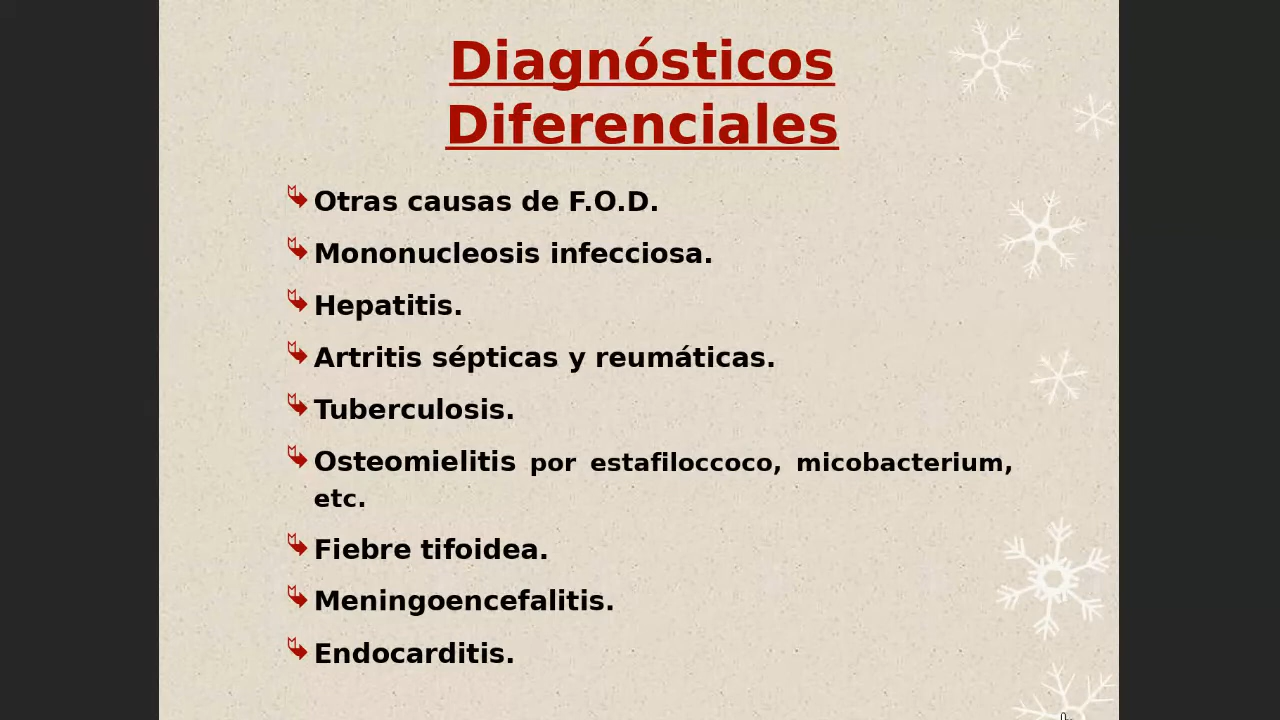 Diagnósticos
Diferenciales
Otras causas de F.O.D.
Mononucleosis infecciosa.
Hepatitis.
Artritis sépticas y reumáticas.
Tuberculosis.
Osteomielitis por estafiloccoco, micobacterium,
etc.
Fiebre tifoidea.
Meningoencefalitis.
Endocarditis.